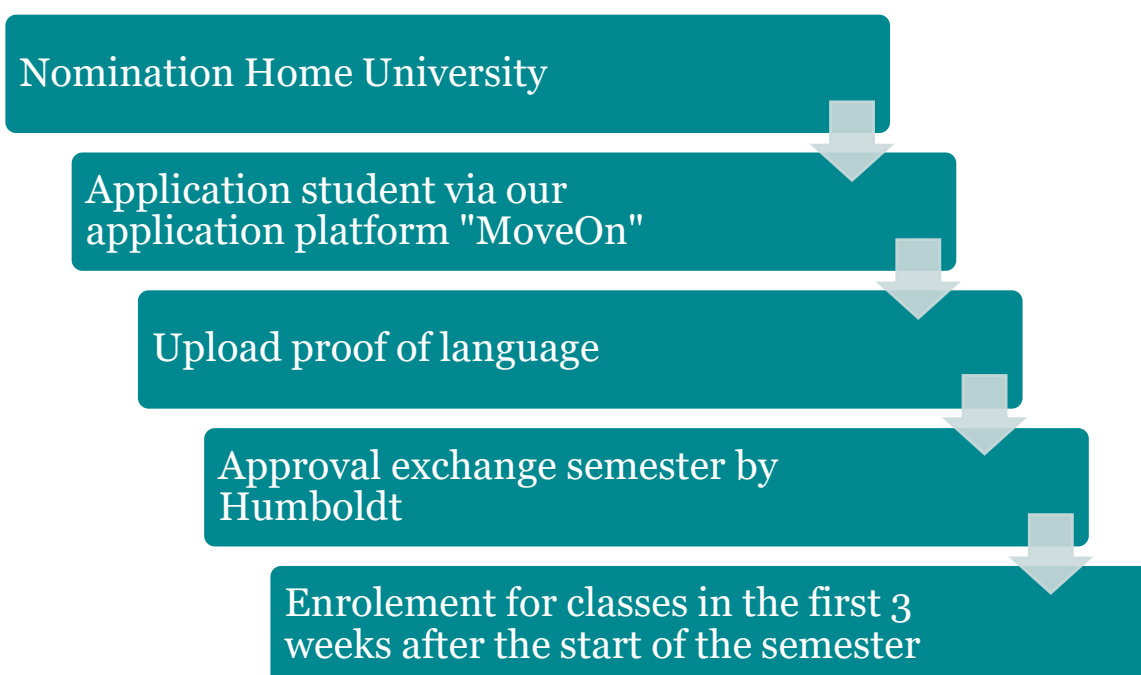 Nomination Home University
Application student via our
application platform "MoveOn"
Upload proof of language
Approval exchange semester by
Humboldt
Enrolement for classes in the first 3
weeks after the start of the semester